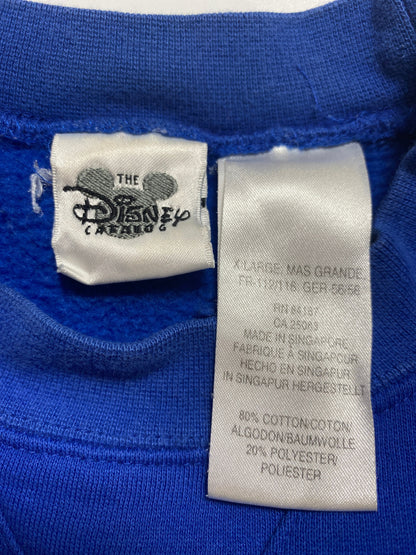 THE
DISNEY
CATALOG
X-LARGE, MAS GRANDE
FR-112/116, GER-56/58
RN 84187
CA 25063
MADE IN SINGAPORE
FABRIQUE À SINGAPOUR
HECHO EN SINGAPUR
IN SINGAPUR HERGESTELLT
80% COTTON/COTON/
ALGODON/BAUMWOLLE
20% POLYESTER/
POLIESTER